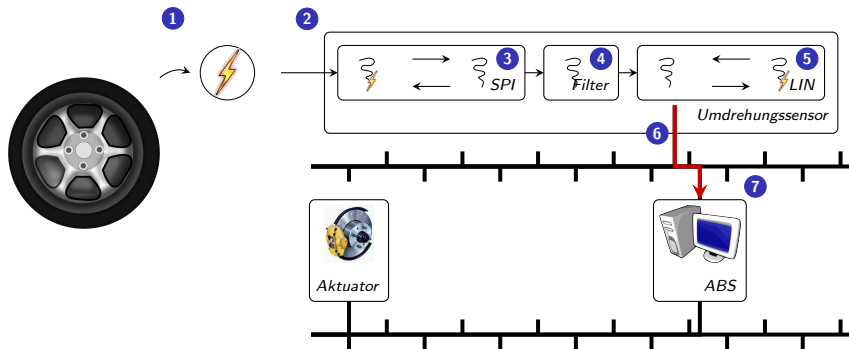 1
2
3
4
5
SPI
Filter
LIN
Umdrehungssensor
6
7
Aktuator
ABS